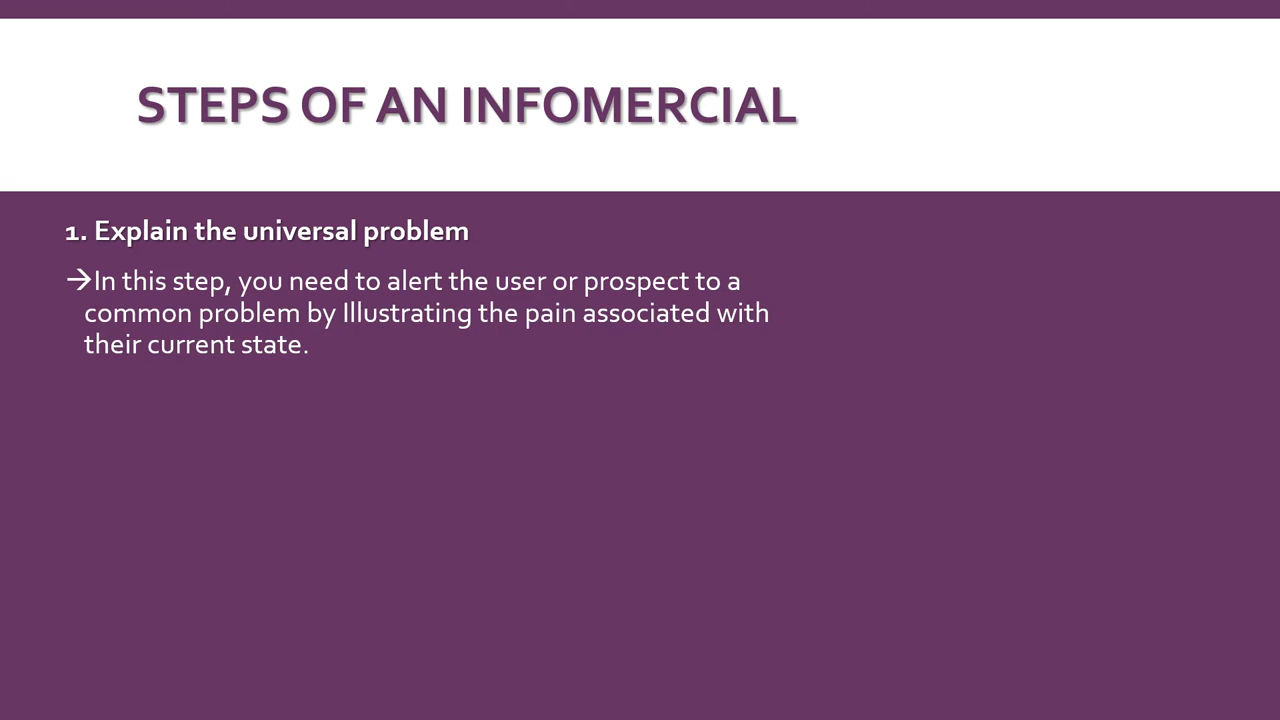 STEPS OF AN INFOMERCIAL
1. Explain the universal problem
→In this step, you need to alert the user or prospect to a
common problem by Illustrating the pain associated with
their current state.